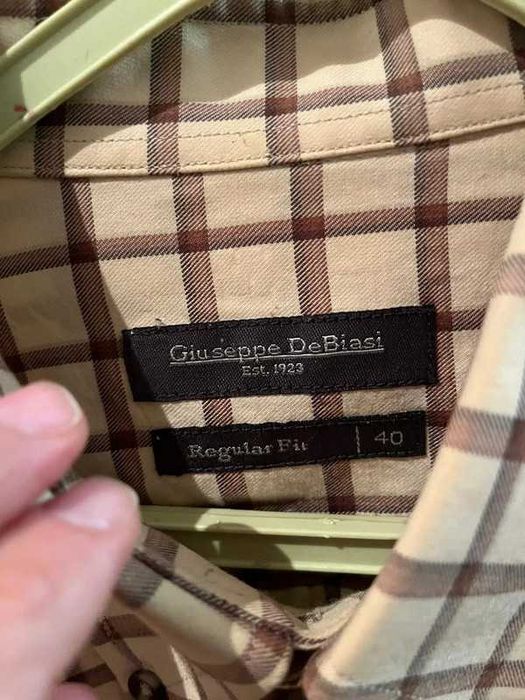 Giuseppe DeBiasi
Est. 1923
Regular Fit | 40